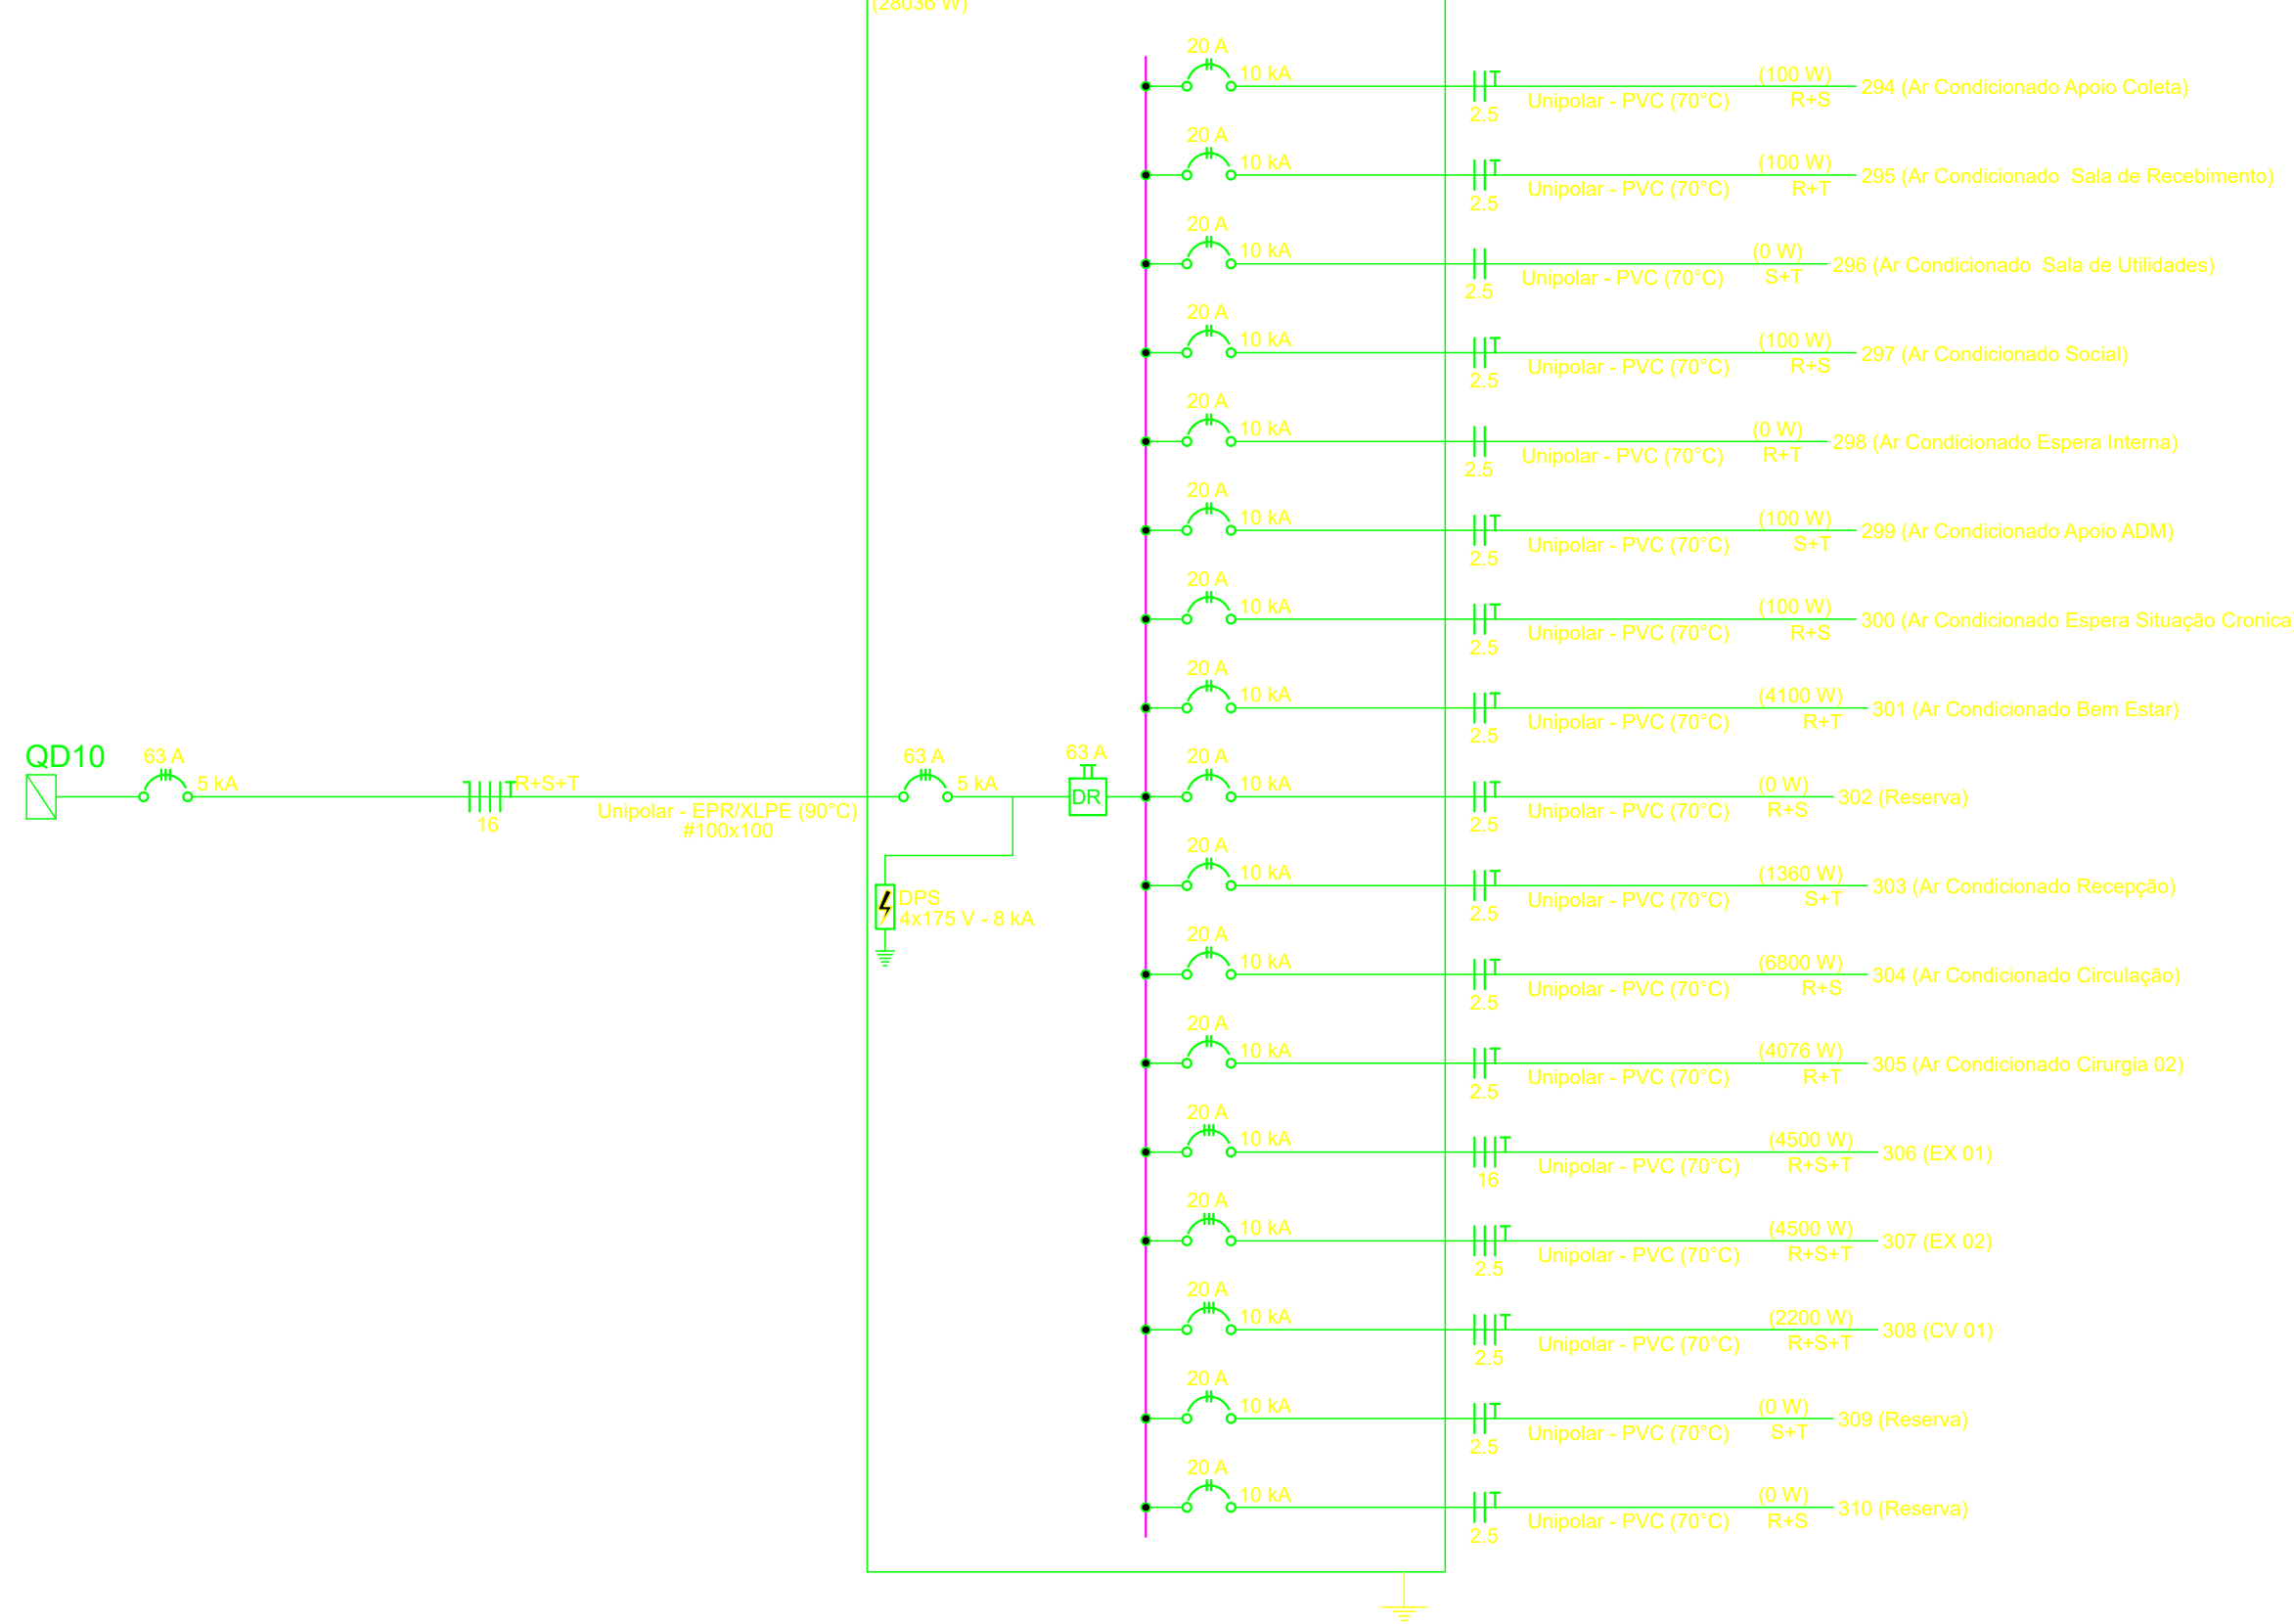 (28036 W)
20 A
10 kA
2.5
Unipolar - PVC (70°C)
(100 W)
R+S
294 (Ar Condicionado Apoio Coleta)
20 A
10 kA
2.5
Unipolar - PVC (70°C)
(100 W)
R+T
295 (Ar Condicionado  Sala de Recebimento)
20 A
10 kA
2.5
Unipolar - PVC (70°C)
(0 W)
S+T
296 (Ar Condicionado  Sala de Utilidades)
20 A
10 kA
2.5
Unipolar - PVC (70°C)
(100 W)
R+S
297 (Ar Condicionado Social)
20 A
10 kA
2.5
Unipolar - PVC (70°C)
(0 W)
R+T
298 (Ar Condicionado Espera Interna)
20 A
10 kA
2.5
Unipolar - PVC (70°C)
(100 W)
S+T
299 (Ar Condicionado Apoio ADM)
20 A
10 kA
2.5
Unipolar - PVC (70°C)
(100 W)
R+S
300 (Ar Condicionado Espera Situação Cronica
20 A
10 kA
2.5
Unipolar - PVC (70°C)
(4100 W)
R+T
301 (Ar Condicionado Bem Estar)
QD10
63 A
5 kA
16
R+S+T
Unipolar - EPR/XLPE (90°C)
#100x100
63 A
5 kA
63 A
DR
DPS
4x175 V - 8 kA
20 A
10 kA
2.5
Unipolar - PVC (70°C)
(0 W)
R+S
302 (Reserva)
20 A
10 kA
2.5
Unipolar - PVC (70°C)
(1360 W)
S+T
303 (Ar Condicionado Recepção)
20 A
10 kA
2.5
Unipolar - PVC (70°C)
(6800 W)
R+S
304 (Ar Condicionado Circulação)
20 A
10 kA
2.5
Unipolar - PVC (70°C)
(4076 W)
R+T
305 (Ar Condicionado Cirurgia 02)
20 A
10 kA
16
Unipolar - PVC (70°C)
(4500 W)
R+S+T
306 (EX 01)
20 A
10 kA
2.5
Unipolar - PVC (70°C)
(4500 W)
R+S+T
307 (EX 02)
20 A
10 kA
2.5
Unipolar - PVC (70°C)
(2200 W)
R+S+T
308 (CV 01)
20 A
10 kA
2.5
Unipolar - PVC (70°C)
(0 W)
S+T
309 (Reserva)
20 A
10 kA
2.5
Unipolar - PVC (70°C)
(0 W)
R+S
310 (Reserva)